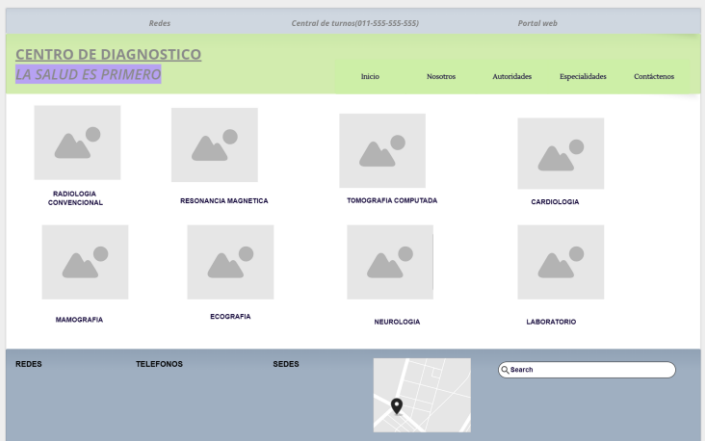 Redes
Central de turnos(011-555-555-555)
Portal web
CENTRO DE DIAGNOSTICO
LA SALUD ES PRIMERO
Inicio
Nosotros
Autoridades
Especialidades
Contáctenos
RADIOLOGIA
CONVENCIONAL
RESONANCIA MAGNETICA
TOMOGRAFIA COMPUTADA
CARDIOLOGIA
MAMOGRAFIA
ECOGRAFIA
NEUROLOGIA
LABORATORIO
REDES
TELEFONOS
SEDES
Search